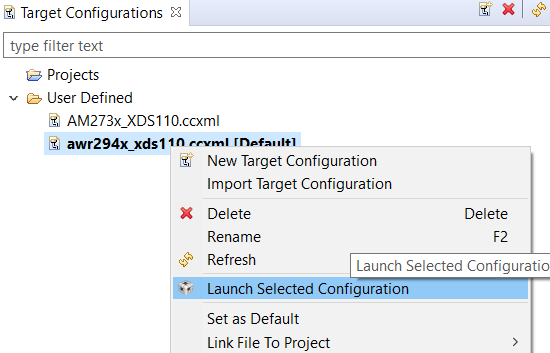 Target Configurations
type filter text
Projects
User Defined
AM273x_XDS110.ccxml
awr294x_xds110.ccxml [Default]
New Target Configuration
Import Target Configuration
Delete Delete
Rename F2
Refresh
Launch Selected Configuratio
Launch Selected Configuration
Set as Default
Link File To Project